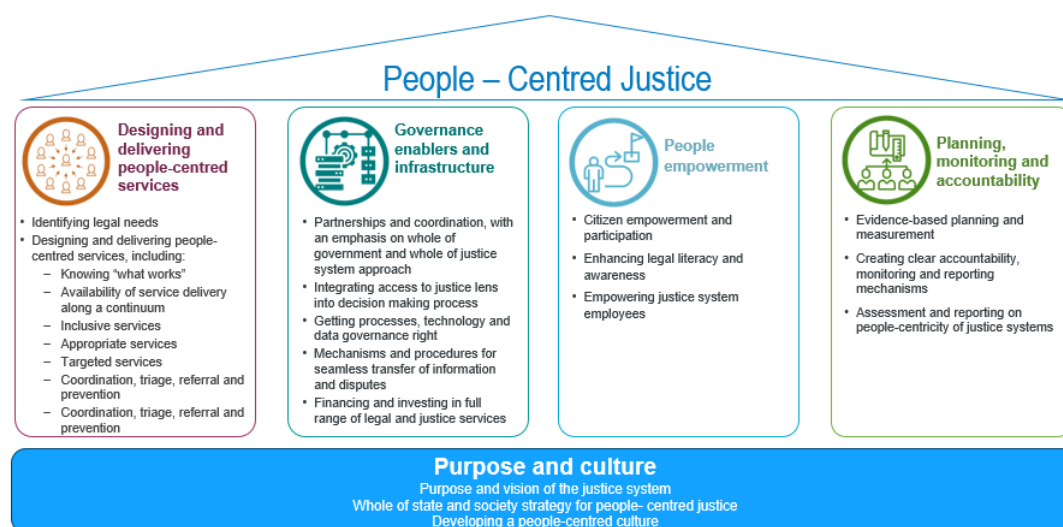 People – Centred Justice
Designing and
delivering
people-centred
services
• Identifying legal needs
• Designing and delivering people-
centred services, including:
– Knowing “what works”
– Availability of service delivery
along a continuum
– Inclusive services
– Appropriate services
– Targeted services
– Coordination, triage, referral and
prevention
– Coordination, triage, referral and
prevention
Governance
enablers and
infrastructure
• Partnerships and coordination, with
an emphasis on whole of
government and whole of justice
system approach
• Integrating access to justice lens
into decision making process
• Getting processes, technology and
data governance right
• Mechanisms and procedures for
seamless transfer of information
and disputes
• Financing and investing in full
range of legal and justice services
People
empowerment
• Citizen empowerment and
participation
• Enhancing legal literacy and
awareness
• Empowering justice system
employees
Planning,
monitoring and
accountability
• Evidence-based planning and
measurement
• Creating clear accountability,
monitoring and reporting
mechanisms
• Assessment and reporting on
people-centricity of justice systems
Purpose and culture
Purpose and vision of the justice system
Whole of state and society strategy for people- centred justice
Developing a people-centred culture